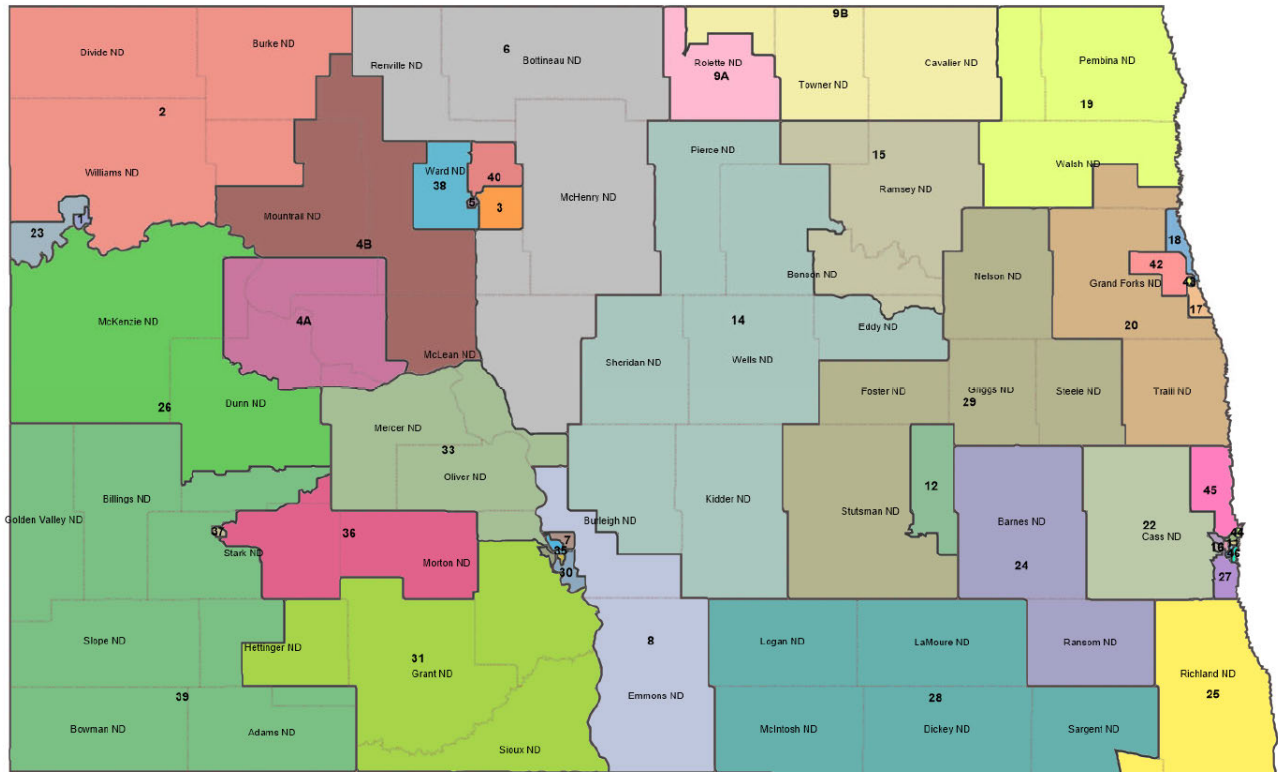 9B
Burke ND
Divide ND
6
Renville ND
Bottineau ND
Rolette ND
9A
Cavalier ND
Pembina ND
Towner ND
2
19
Pierce ND
15
Williams ND
Ward ND
38
40
Ramsey ND
Walsh ND
McHenry ND
5
3
Mountrail ND
1
23
4B
18
42
Benson ND
Nelson ND
Grand Forks ND
43
17
McKenzie ND
4A
14
Eddy ND
20
McLean ND
Sheridan ND
Wells ND
Foster ND
Griggs ND
Steele ND
Traill ND
26
Dunn ND
29
Mercer ND
33
Oliver ND
12
45
Billings ND
Kidder ND
Golden Valley ND
Burleigh ND
Stutsman ND
Barnes ND
22
Cass ND
37
Stark ND
36
7
35
44
16
46
Morton ND
30
24
27
Slope ND
Hettinger ND
31
Grant ND
8
Logan ND
LaMoure ND
Ransom ND
Richland ND
39
Emmons ND
28
25
Bowman ND
Adams ND
McIntosh ND
Dickey ND
Sargent ND
Sioux ND